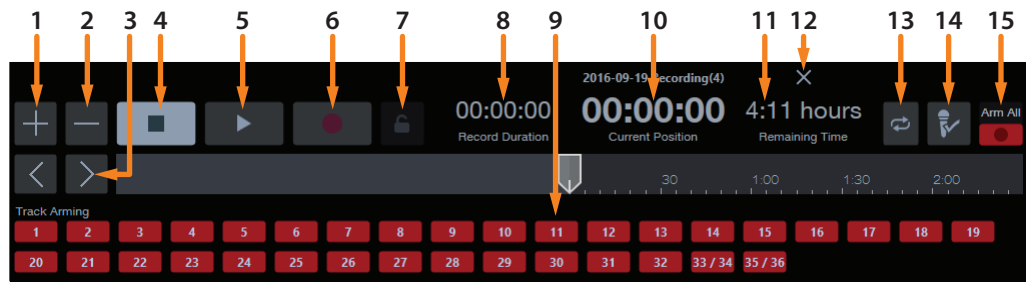 1 2 3 4 5 6 7 8 9 10 11 12 13 14 15
2016-09-19 Recording(4)
00:00:00 00:00:00 4:11 hours Arm All
Record Duration Current Position Remaining Time
30 1:00 1:30 2:00
Track Arming
1 2 3 4 5 6 7 8 9 10 11 12 13 14 15 16 17 18 19
20 21 22 23 24 25 26 27 28 29 30 31 32 33 / 34 35 / 36